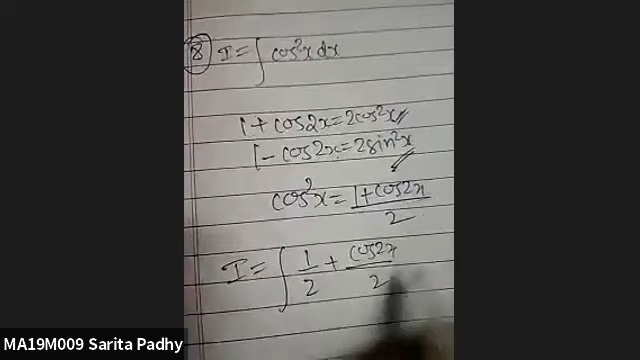 8 I = ∫ cos²x dx
1 + cos2x = 2cos²x
1 - cos2x = 2sin²x
cos²x = 1+cos2x / 2
I = ∫ 1/2 + cos2x / 2
MA19M009 Sarita Padhy